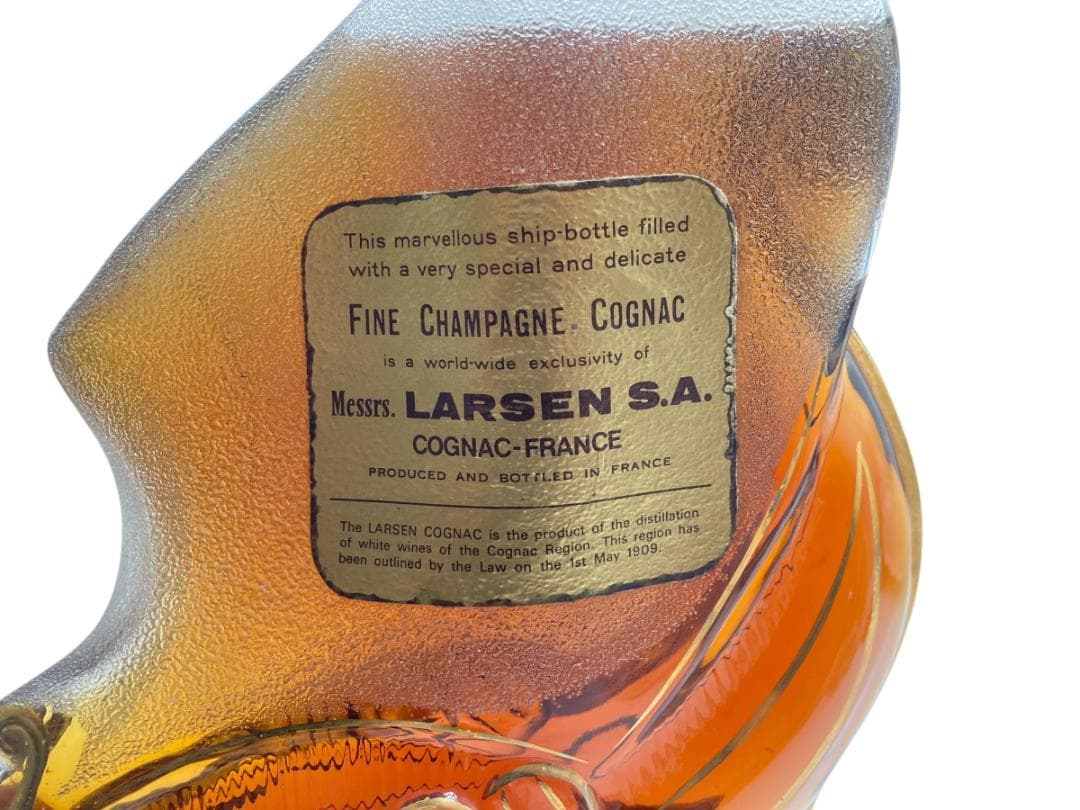 This marvellous ship-bottle filled
with a very special and delicate
FINE CHAMPAGNE. COGNAC
is a world-wide exclusivity of
Messrs. LARSEN S.A.
COGNAC-FRANCE
PRODUCED AND BOTTLED IN FRANCE
The LARSEN COGNAC is the product of the distillation
of white wines of the Cognac Region. This region has
been outlined by the Law on the 1st May 1909.